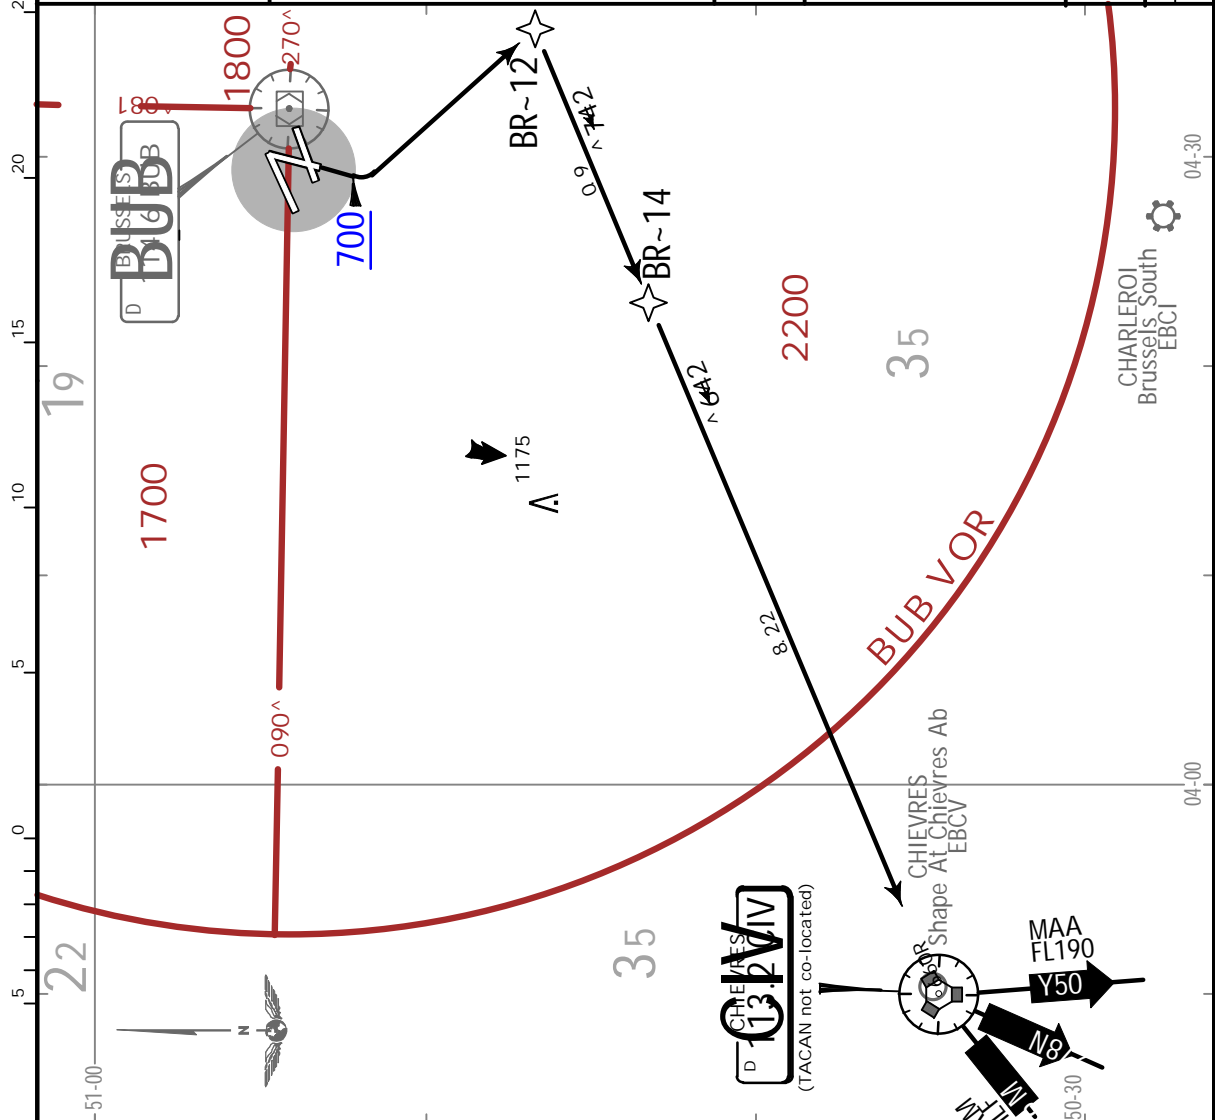 1800
270^
081^
BUB
BRUSSELS
D
700
BR~12
0.9
BR~14
2200
35
19
1700
1175
090^
8.22
BUB VOR
CHARLEROI
Brussels South
EBCI
04-30
04-00
CHIEVRES
Shape At Chievres Ab
EBCV
CIV
CHIEVRES
D 113.2 CIV
(TACAN not co-located)
35
22
N
MAA
FL190
Y50
N8
M
51-00
50-30
20
15
10
5
0
5